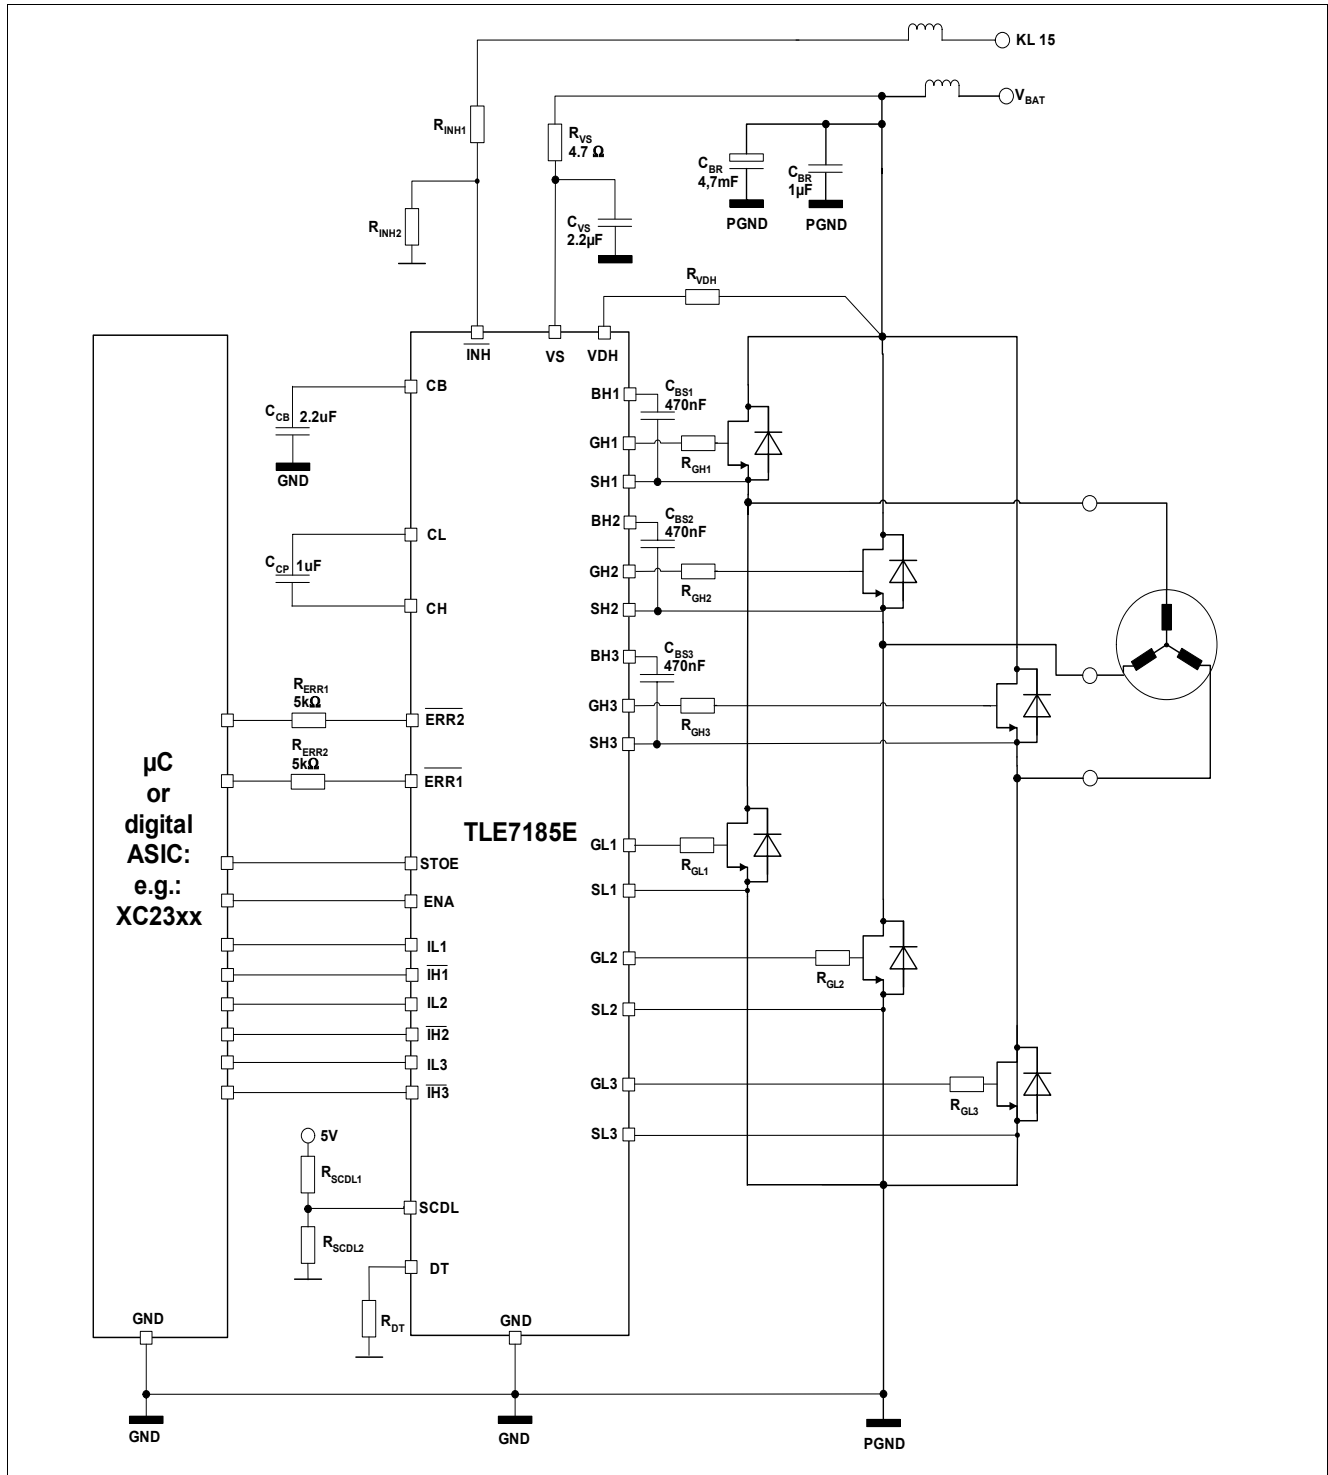 KL 15
V_BAT
R_INH1
R_VS
4.7 Ω
C_BR
4,7mF
C_BR
1µF
PGND
PGND
R_INH2
C_VS
2.2µF
R_VDH
INH
VS
VDH
CB
C_CB 2.2uF
GND
CL
C_CP 1uF
CH
R_ERR1
5kΩ
ERR2
R_ERR2
5kΩ
ERR1
µC
or
digital
ASIC:
e.g.:
XC23xx
TLE7185E
STOE
ENA
IL1
IH1
IL2
IH2
IL3
IH3
5V
R_SCDL1
SCDL
R_SCDL2
DT
R_DT
BH1
C_BS1
470nF
GH1
R_GH1
SH1
BH2
C_BS2
470nF
GH2
R_GH2
SH2
BH3
C_BS3
470nF
GH3
R_GH3
SH3
GL1
R_GL1
SL1
GL2
R_GL2
SL2
GL3
R_GL3
SL3
GND
GND
GND
GND
PGND